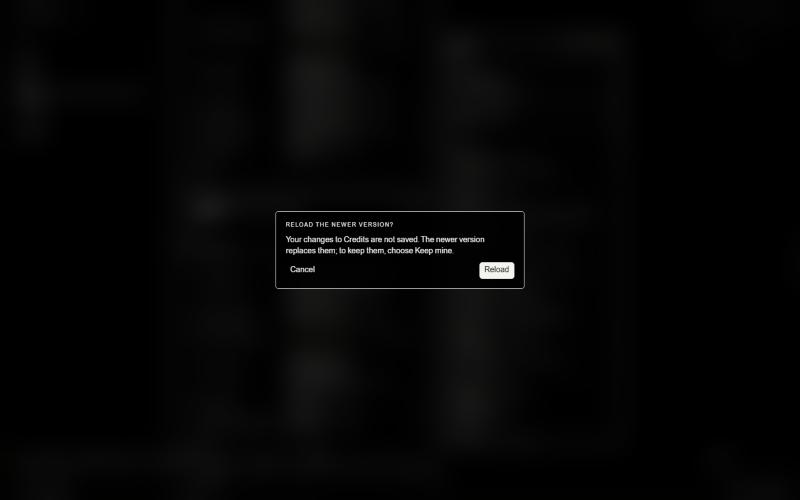 RELOAD THE NEWER VERSION?
Your changes to Credits are not saved. The newer version
replaces them; to keep them, choose Keep mine.
Cancel
Reload